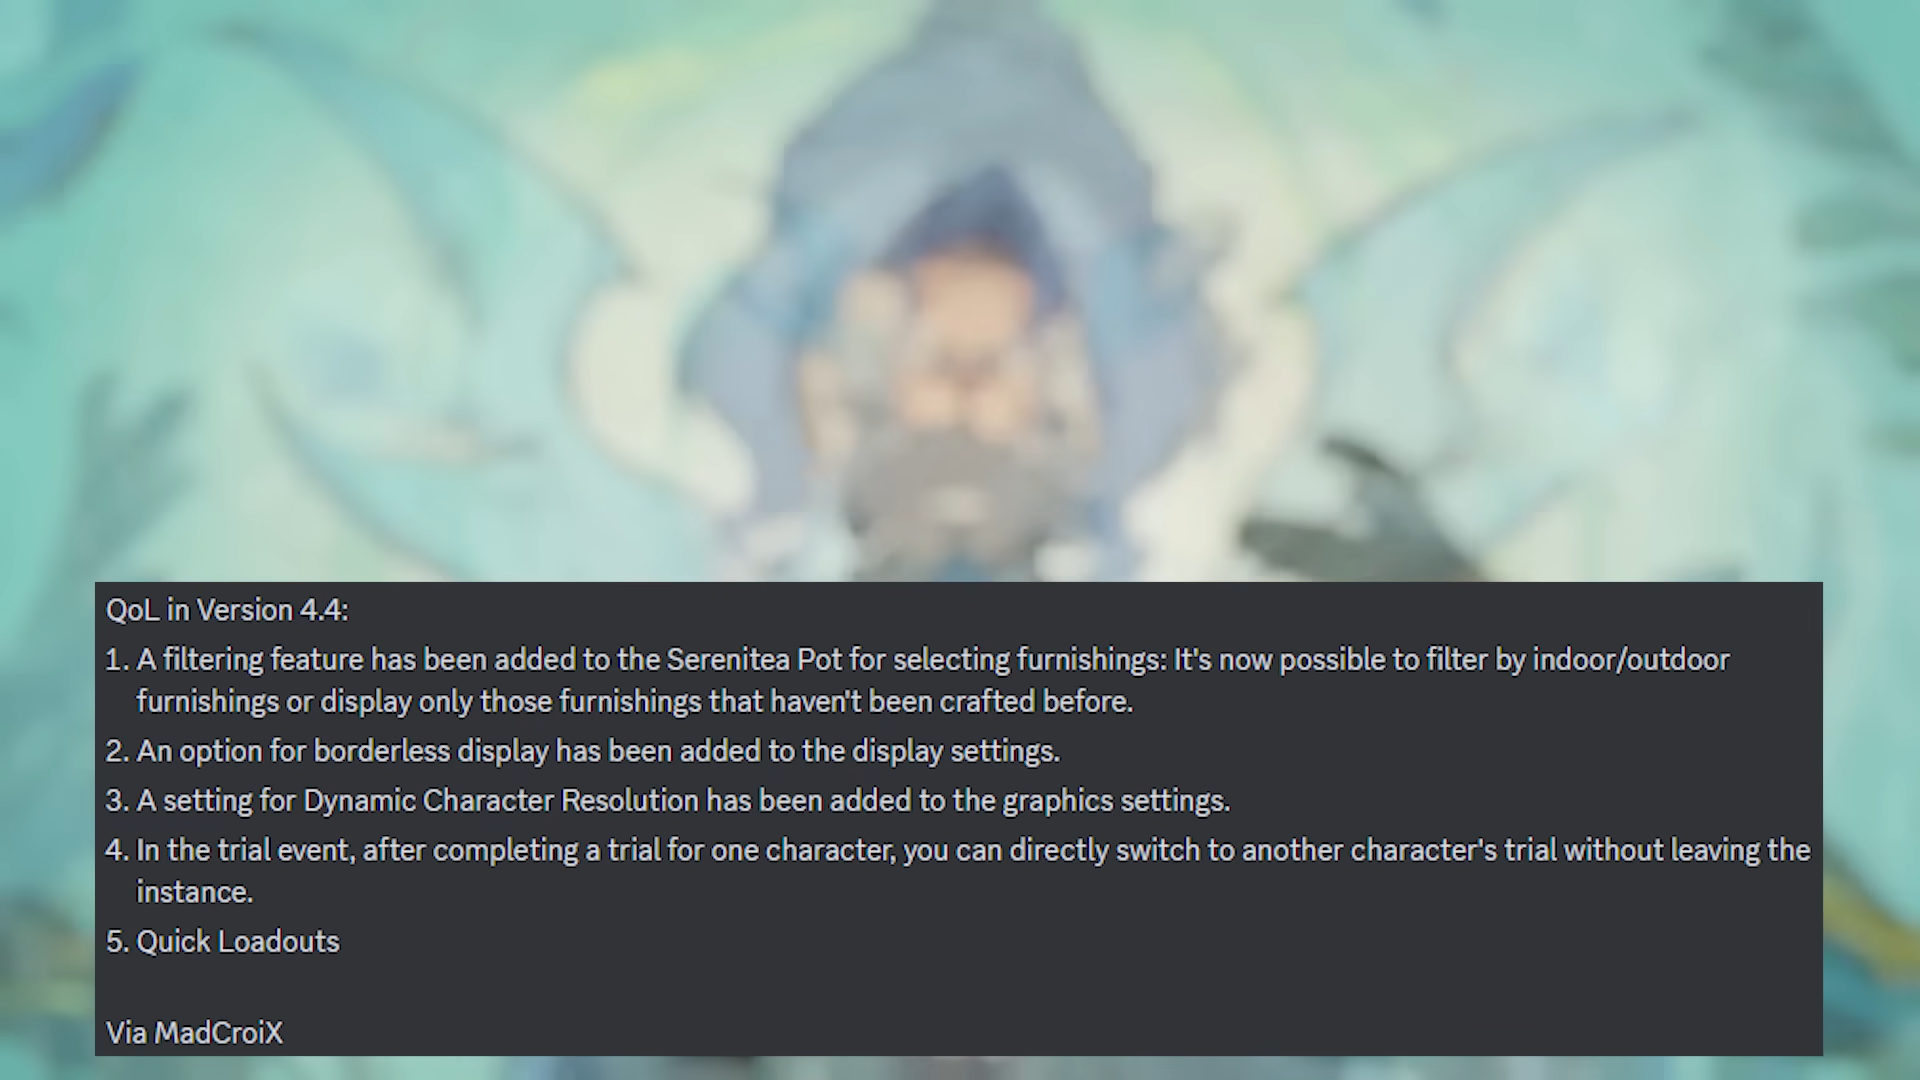 QoL in Version 4.4:
1. A filtering feature has been added to the Serenitea Pot for selecting furnishings: It's now possible to filter by indoor/outdoor
furnishings or display only those furnishings that haven't been crafted before.
2. An option for borderless display has been added to the display settings.
3. A setting for Dynamic Character Resolution has been added to the graphics settings.
4. In the trial event, after completing a trial for one character, you can directly switch to another character's trial without leaving the
instance.
5. Quick Loadouts
Via MadCroiX